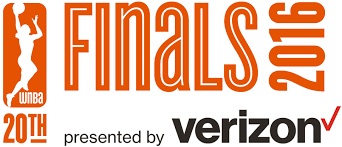 WNBA
20TH
FINALS
2016
presented by verizon